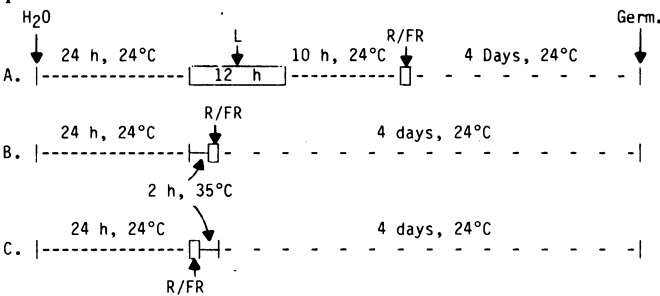 H2O Germ.
L R/FR
24 h, 24°C 10 h, 24°C 4 Days, 24°C
A. 12 h
R/FR
24 h, 24°C 4 days, 24°C
B.
2 h, 35°C
24 h, 24°C 4 days, 24°C
C.
R/FR